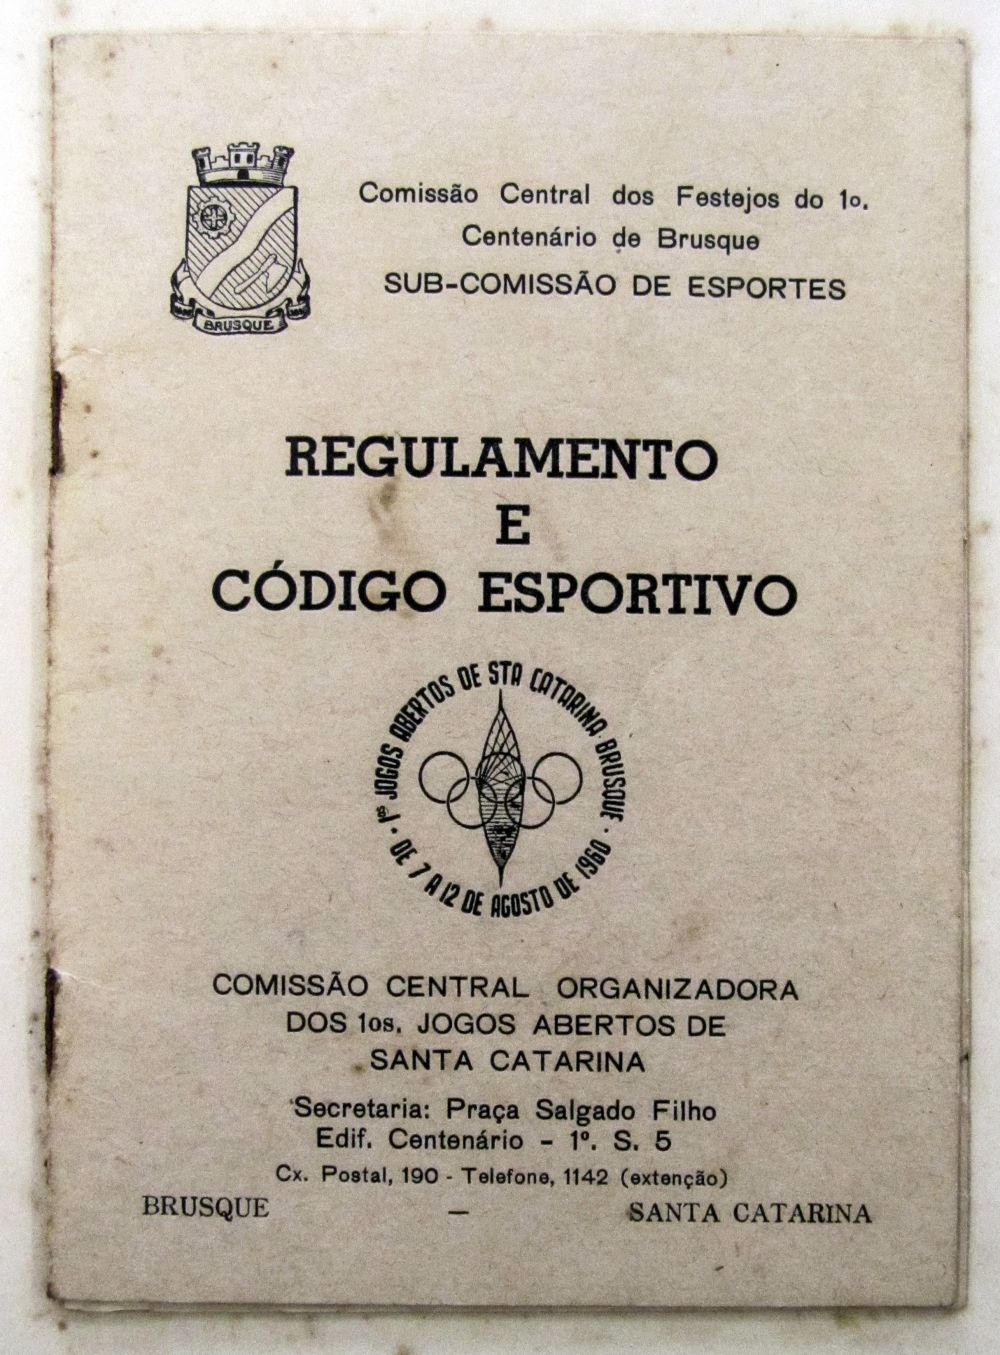 Comissão Central dos Festejos do 1o.
Centenário de Brusque
SUB-COMISSÃO DE ESPORTES
BRUSQUE
REGULAMENTO
E
CÓDIGO ESPORTIVO
1ºs JOGOS ABERTOS DE STA CATARINA BRUSQUE · DE 7 A 12 DE AGOSTO DE 1960 ·
COMISSÃO CENTRAL ORGANIZADORA
DOS 1os. JOGOS ABERTOS DE
SANTA CATARINA
Secretaria: Praça Salgado Filho
Edif. Centenário - 1º. S. 5
Cx. Postal, 190 - Telefone, 1142 (extenção)
BRUSQUE — SANTA CATARINA